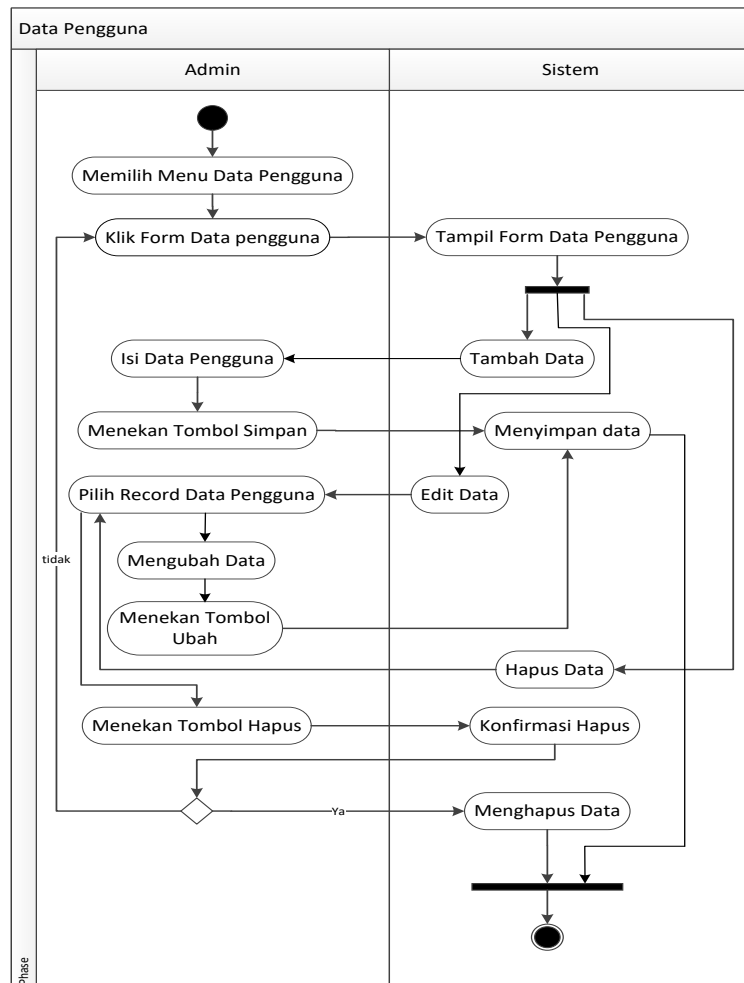 Data Pengguna
Admin
Sistem
Memilih Menu Data Pengguna
Klik Form Data pengguna
Tampil Form Data Pengguna
Isi Data Pengguna
Tambah Data
Menekan Tombol Simpan
Menyimpan data
Pilih Record Data Pengguna
Edit Data
tidak
Mengubah Data
Menekan Tombol
Ubah
Hapus Data
Menekan Tombol Hapus
Konfirmasi Hapus
Ya
Menghapus Data
Phase